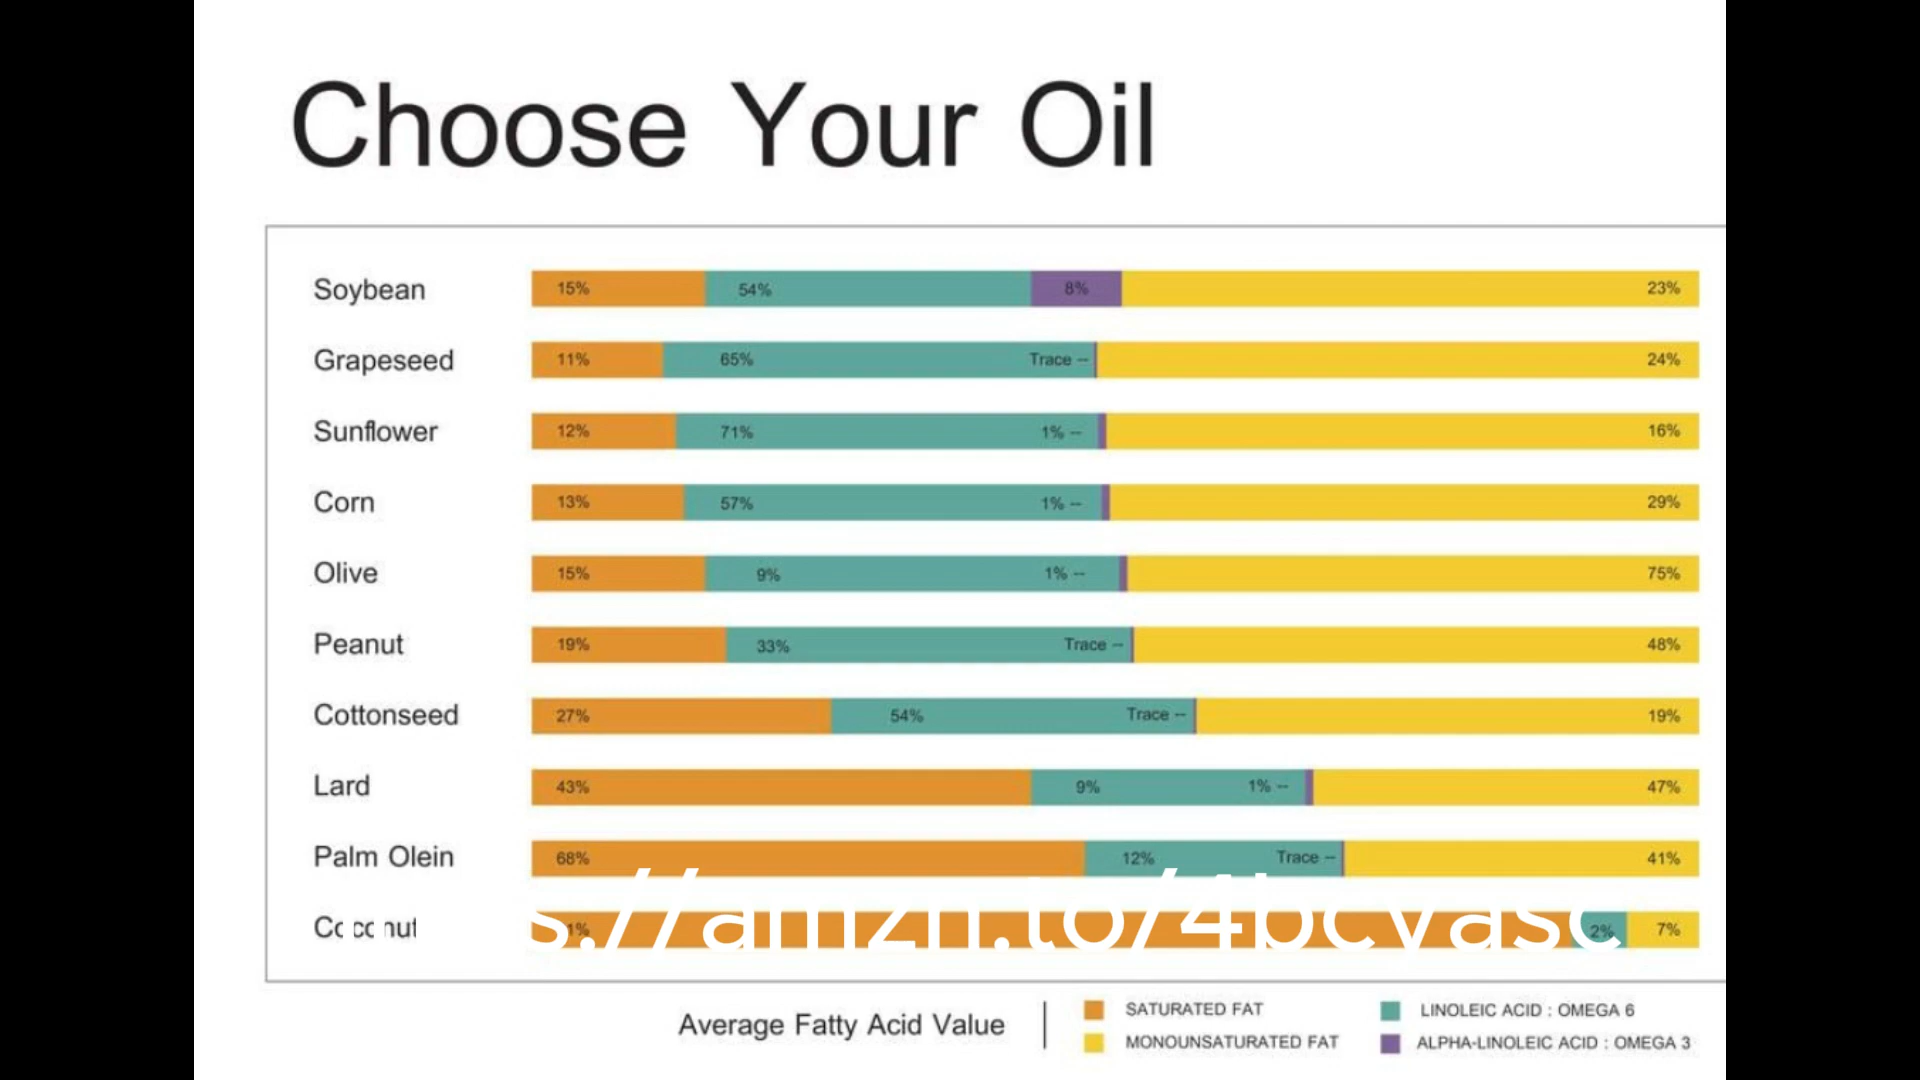 Choose Your Oil
Soybean 15% 54% 8% 23%
Grapeseed 11% 65% Trace -- 24%
Sunflower 12% 71% 1% -- 16%
Corn 13% 57% 1% -- 29%
Olive 15% 9% 1% -- 75%
Peanut 19% 33% Trace -- 48%
Cottonseed 27% 54% Trace -- 19%
Lard 43% 9% 1% -- 47%
Palm Olein 68% 12% Trace -- 41%
Coconut 2% 7%
Average Fatty Acid Value
SATURATED FAT LINOLEIC ACID : OMEGA 6
MONOUNSATURATED FAT ALPHA-LINOLEIC ACID : OMEGA 3